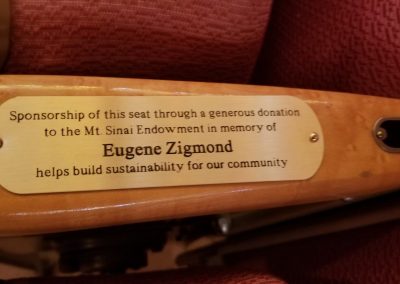 Sponsorship of this seat through a generous donation
to the Mt. Sinai Endowment in memory of
Eugene Zigmond
helps build sustainability for our community